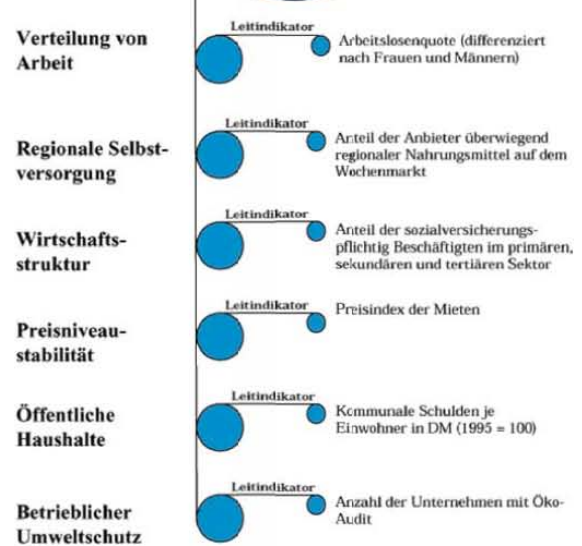 Verteilung von
Arbeit
Leitindikator
Arbeitslosenquote (differenziert
nach Frauen und Männern)
Regionale Selbst-
versorgung
Leitindikator
Anteil der Anbieter überwiegend
regionaler Nahrungsmittel auf dem
Wochenmarkt
Wirtschafts-
struktur
Leitindikator
Anteil der sozialversicherungs-
pflichtig Beschäftigten im primären,
sekundären und tertiären Sektor
Preisniveau-
stabilität
Leitindikator
Preisindex der Mieten
Öffentliche
Haushalte
Leitindikator
Kommunale Schulden je
Einwohner in DM (1995 = 100)
Betrieblicher
Umweltschutz
Leitindikator
Anzahl der Unternehmen mit Öko-
Audit